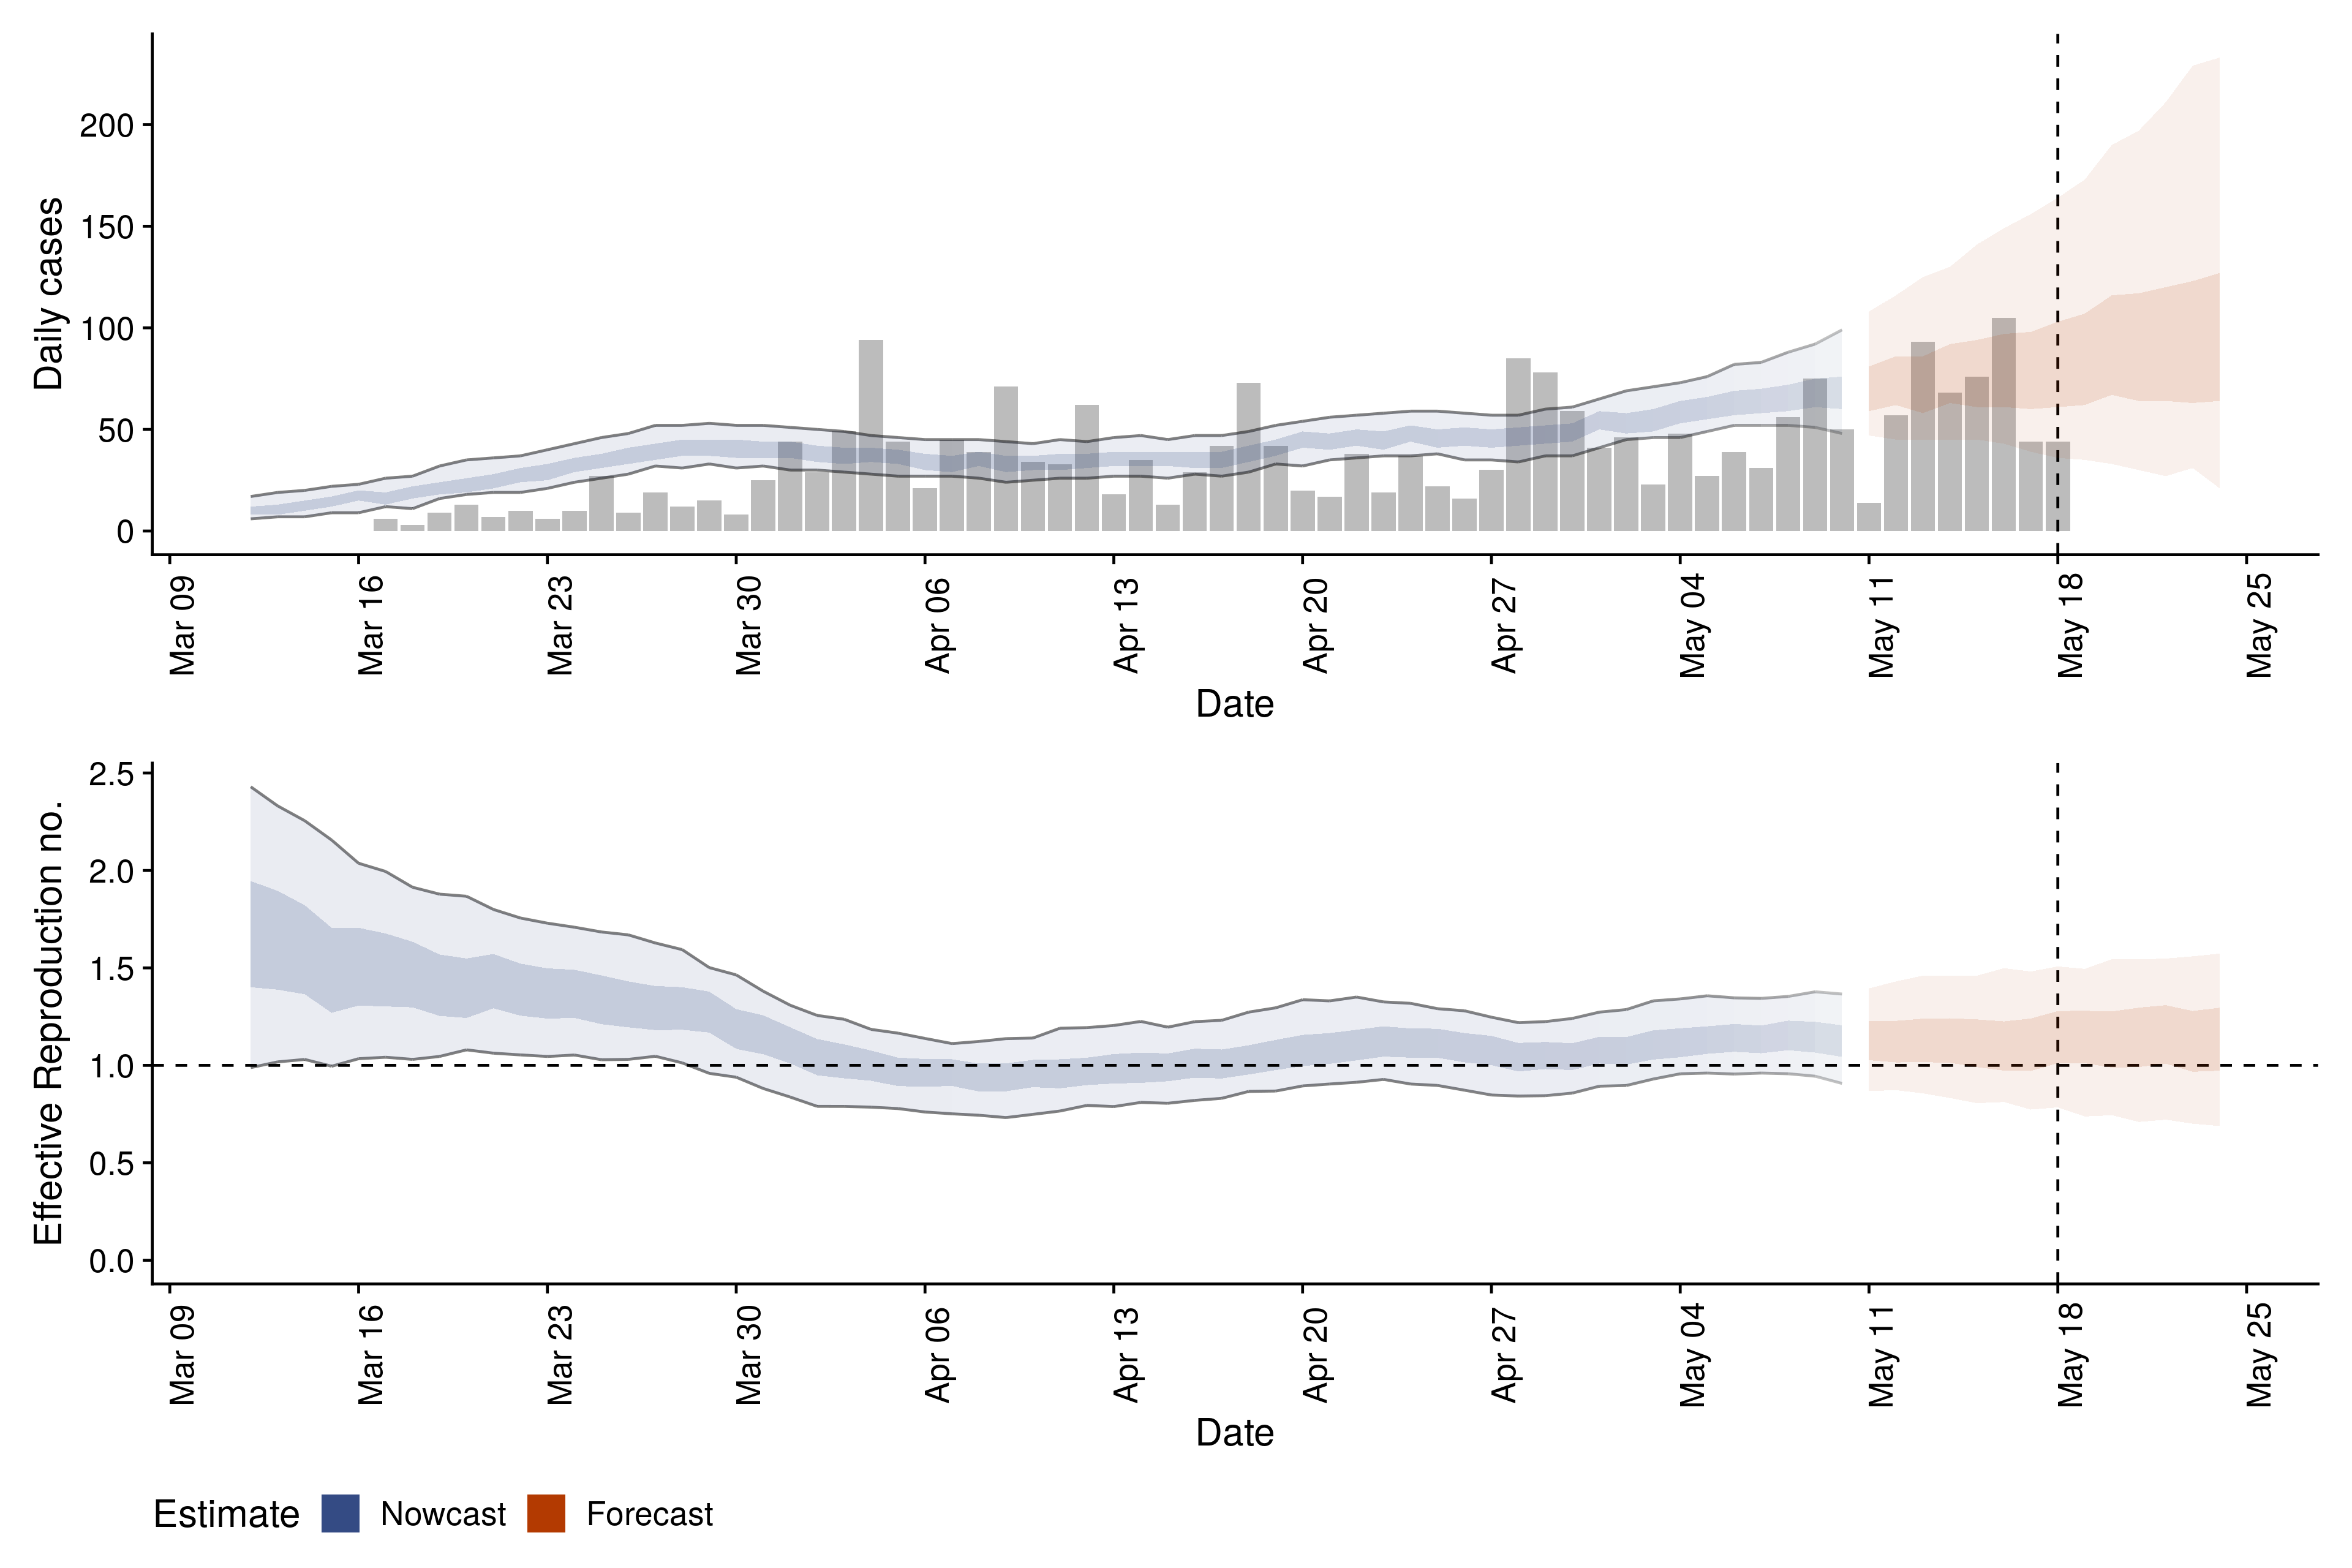 Daily cases
200
150
100
50
0
Mar 09 Mar 16 Mar 23 Mar 30 Apr 06 Apr 13 Apr 20 Apr 27 May 04 May 11 May 18 May 25
Date
Effective Reproduction no.
2.5
2.0
1.5
1.0
0.5
0.0
Mar 09 Mar 16 Mar 23 Mar 30 Apr 06 Apr 13 Apr 20 Apr 27 May 04 May 11 May 18 May 25
Date
Estimate Nowcast Forecast